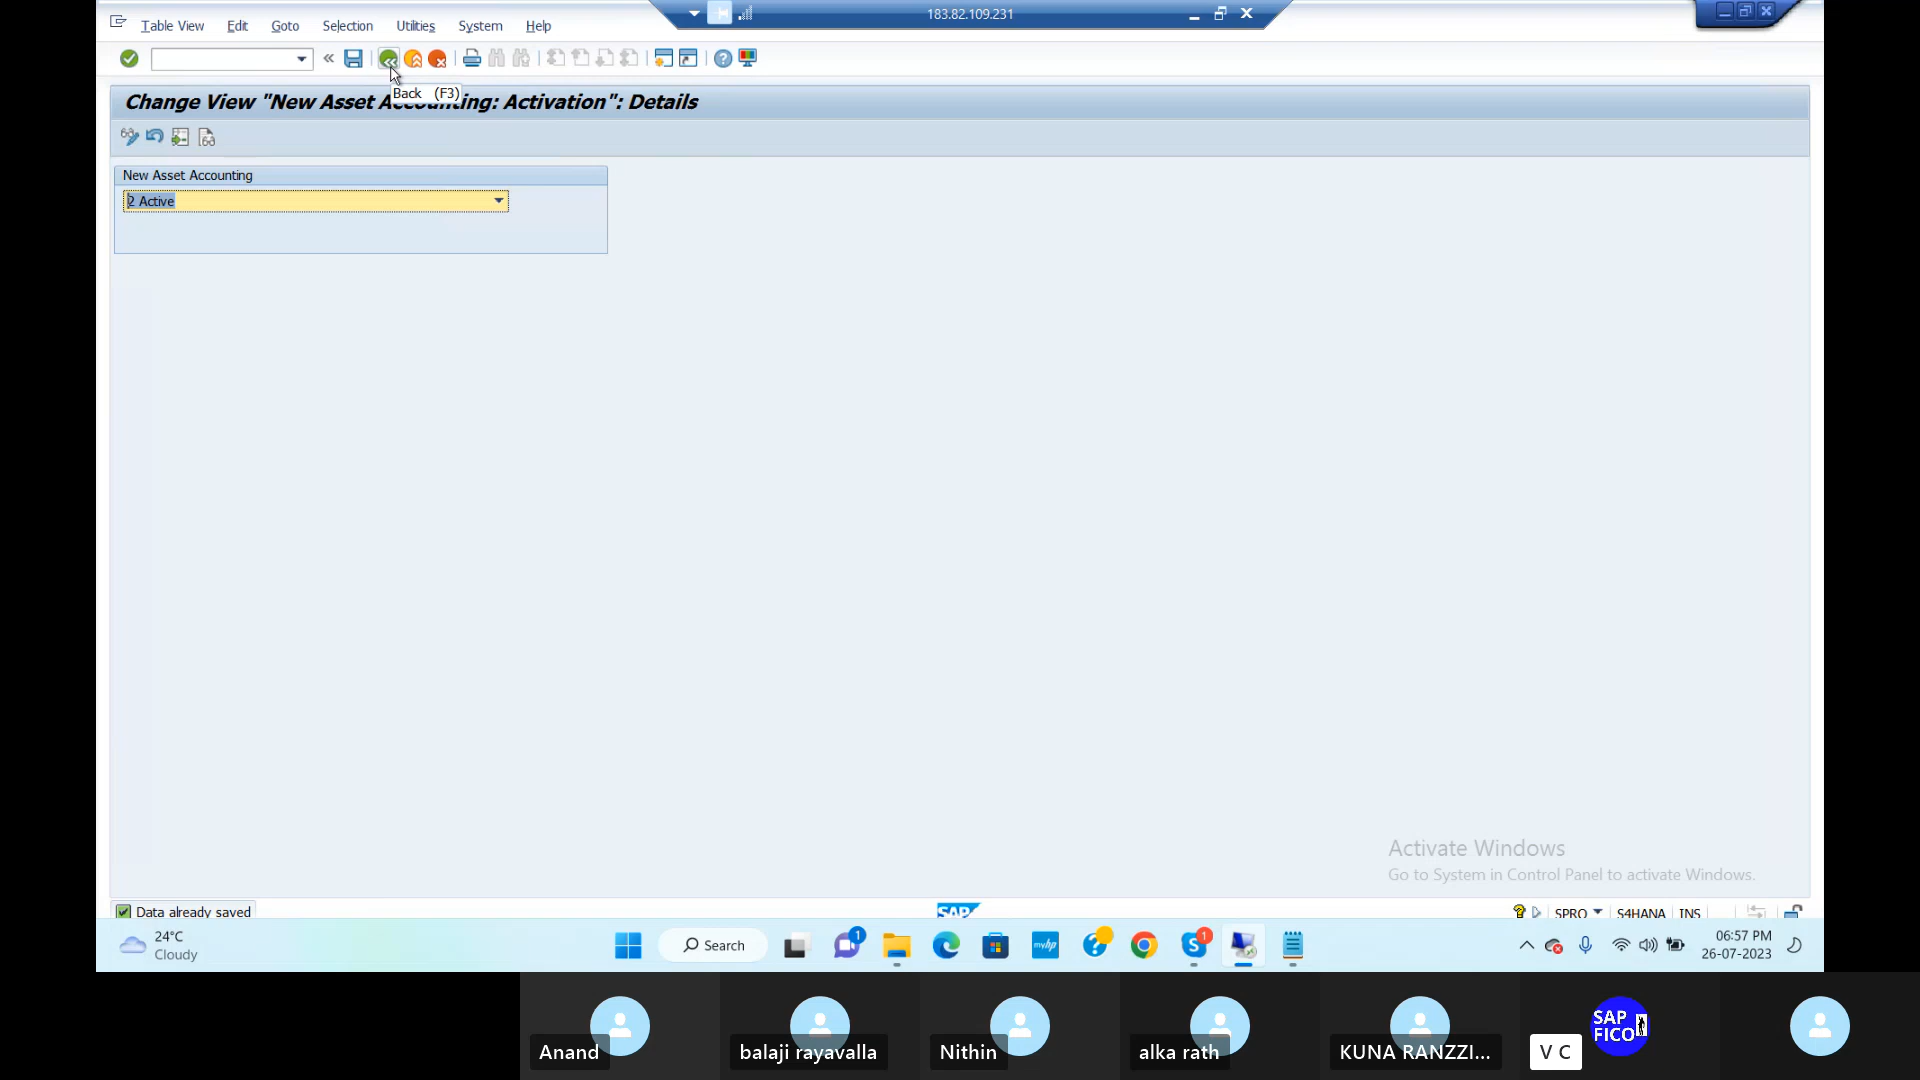 183.82.109.231
Table View Edit Goto Selection Utilities System Help
Back (F3)
Change View "New Asset Accounting: Activation": Details
New Asset Accounting
2 Active
Activate Windows
Go to System in Control Panel to activate Windows.
Data already saved
SAP
SPRO S4HANA INS
24°C
Cloudy
Search
1
myhp
1
06:57 PM
26-07-2023
SAP
FICO
Anand
balaji rayavalla
Nithin
alka rath
KUNA RANZZI...
V C